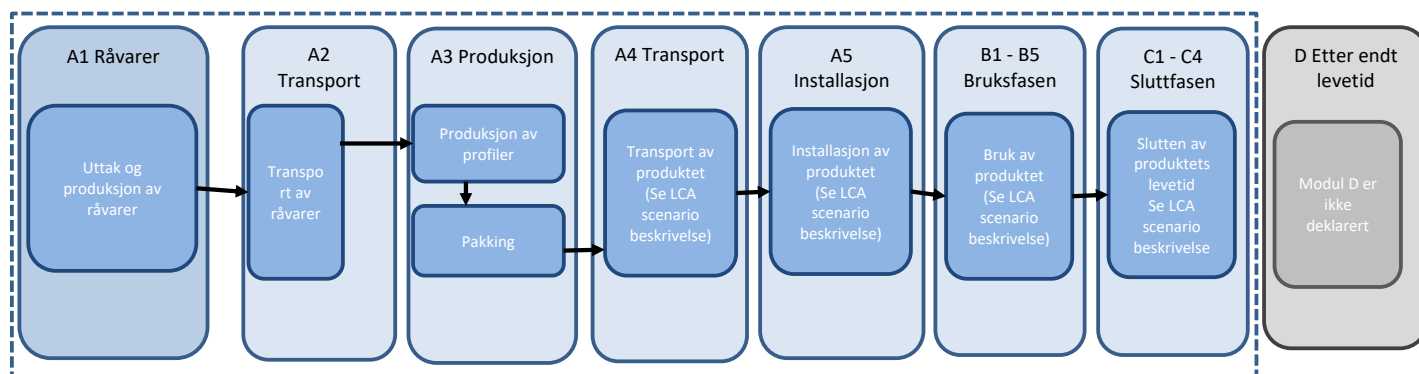 A1 Råvarer
Uttak og
produksjon av
råvarer
A2
Transport
Transpo
rt av
råvarer
A3 Produksjon
Produksjon av
profiler
Pakking
A4 Transport
Transport av
produktet
(Se LCA
scenario
beskrivelse)
A5
Installasjon
Installasjon av
produktet
(Se LCA
scenario
beskrivelse)
B1 - B5
Bruksfasen
Bruk av
produktet
(Se LCA
scenario
beskrivelse)
C1 - C4
Sluttfasen
Slutten av
produktets
levetid
Se LCA
scenario
beskrivelse
D Etter endt
levetid
Modul D er
ikke
deklarert